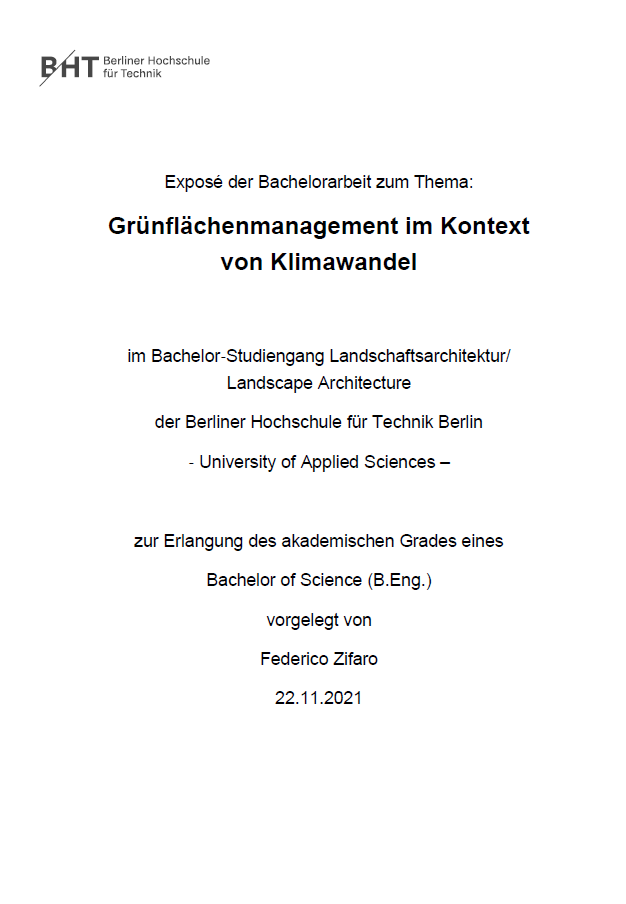 BHT Berliner Hochschule
für Technik
Exposé der Bachelorarbeit zum Thema:
Grünflächenmanagement im Kontext
von Klimawandel
im Bachelor-Studiengang Landschaftsarchitektur/
Landscape Architecture
der Berliner Hochschule für Technik Berlin
- University of Applied Sciences –
zur Erlangung des akademischen Grades eines
Bachelor of Science (B.Eng.)
vorgelegt von
Federico Zifaro
22.11.2021